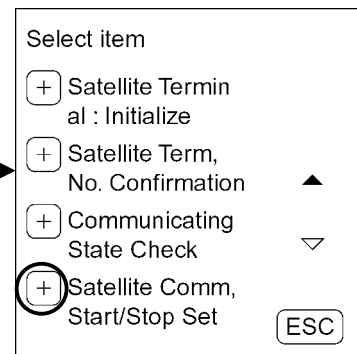 Select item
+ Satellite Termin
al : Initialize
+ Satellite Term,
No. Confirmation
+ Communicating
State Check
+ Satellite Comm,
Start/Stop Set
ESC